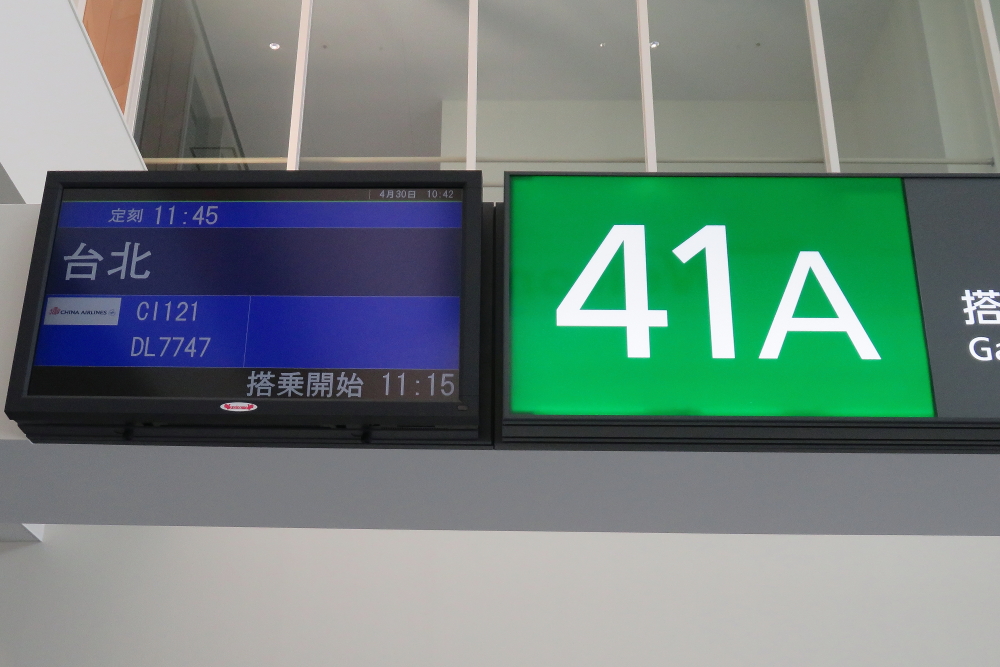 4月30日 10:42
定刻 11:45
台北
CHINA AIRLINES
CI121
DL7747
搭乗開始 11:15
41A
搭
Ga